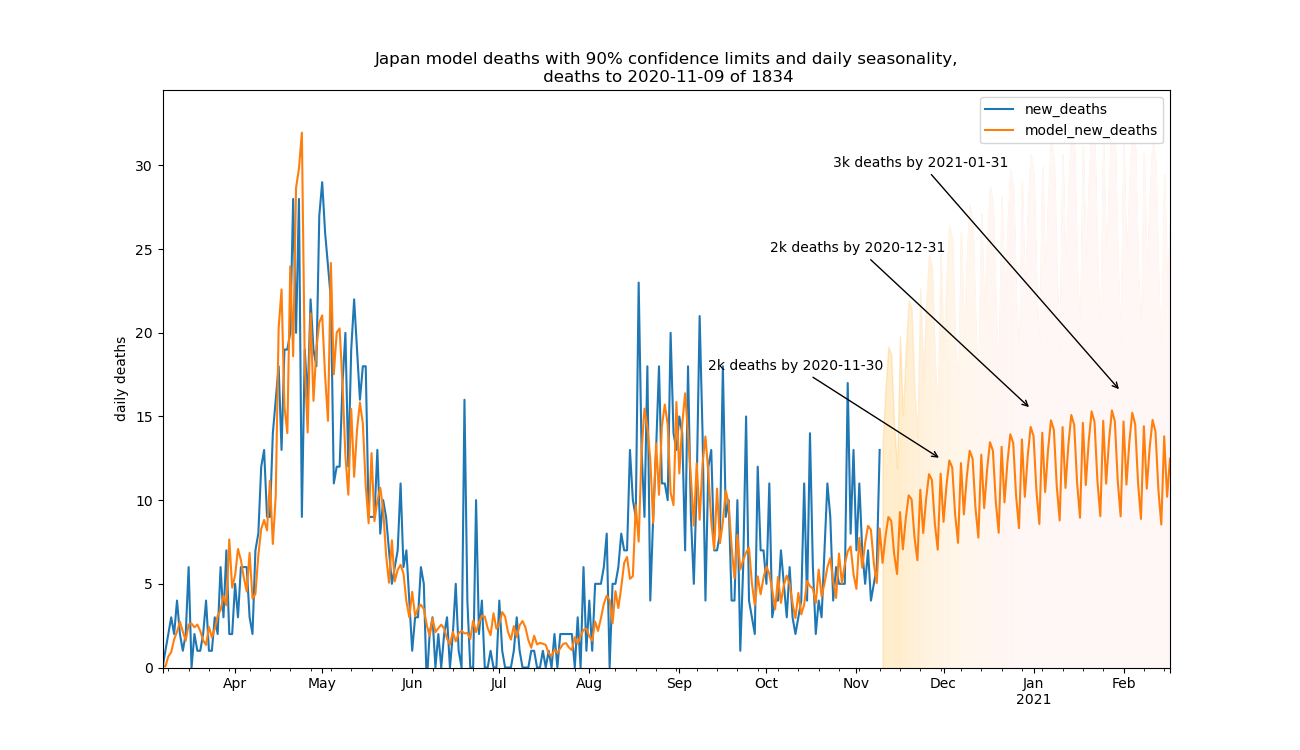 Japan model deaths with 90% confidence limits and daily seasonality,
deaths to 2020-11-09 of 1834
new_deaths
model_new_deaths
3k deaths by 2021-01-31
2k deaths by 2020-12-31
2k deaths by 2020-11-30
daily deaths
30
25
20
15
10
5
0
Apr May Jun Jul Aug Sep Oct Nov Dec Jan Feb
2021